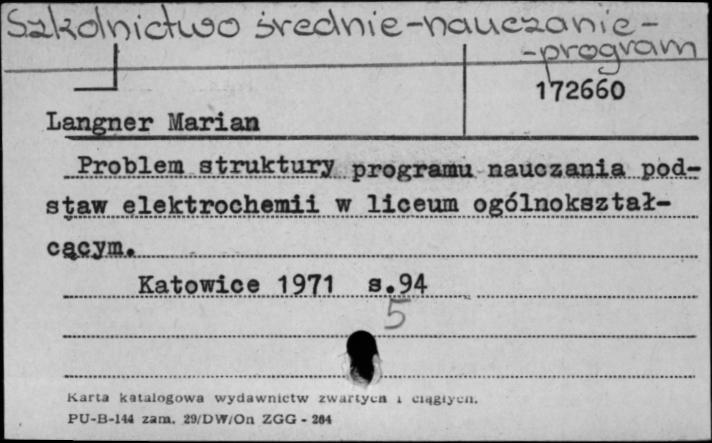 Szkolnictwo średnie-nauczanie-
-program
172660
Langner Marian
Problem struktury programu nauczania pod-
staw elektrochemii w liceum ogólnokształ-
cącym.
Katowice 1971 s.94
5
Karta katalogowa wydawnictw zwartych i ciągłych.
PU-B-144 zam. 29/DW/On ZGG - 264